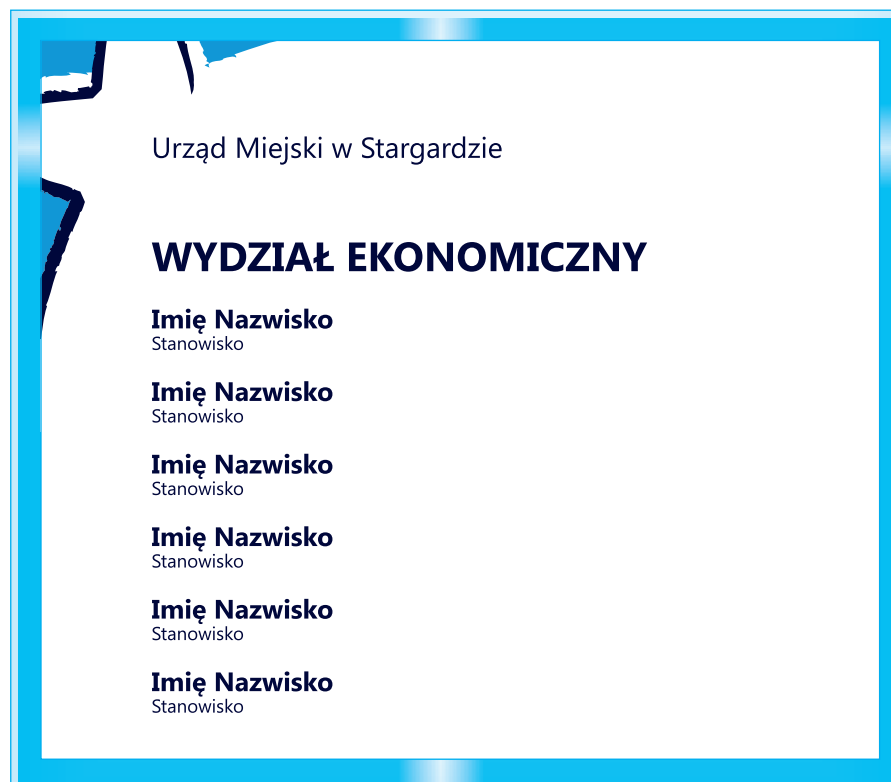 Urząd Miejski w Stargardzie
WYDZIAŁ EKONOMICZNY
Imię Nazwisko
Stanowisko
Imię Nazwisko
Stanowisko
Imię Nazwisko
Stanowisko
Imię Nazwisko
Stanowisko
Imię Nazwisko
Stanowisko
Imię Nazwisko
Stanowisko